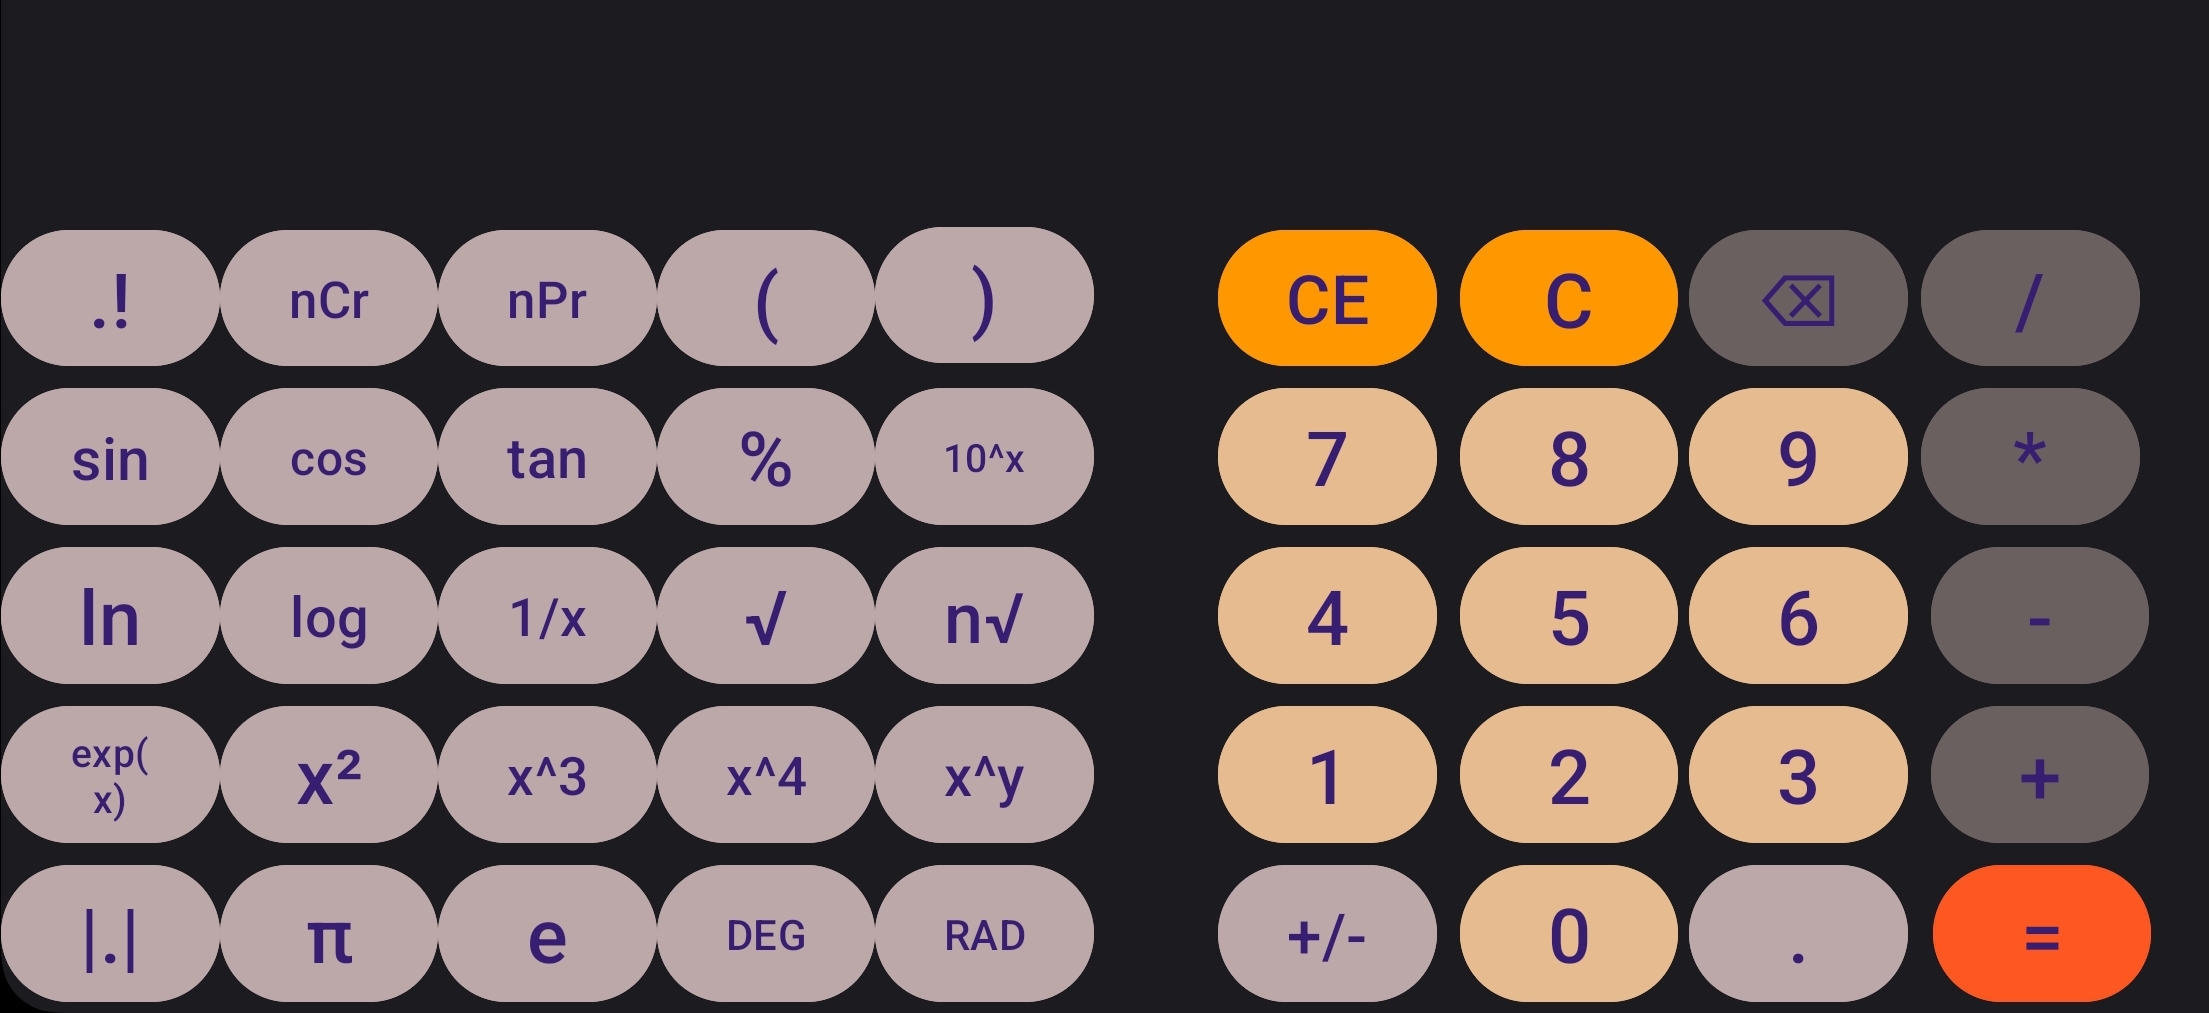 .! nCr nPr ( ) CE C /
sin cos tan % 10^x 7 8 9 *
ln log 1/x √ n√ 4 5 6 -
exp(
x) x² x^3 x^4 x^y 1 2 3 +
|.| π e DEG RAD +/- 0 . =